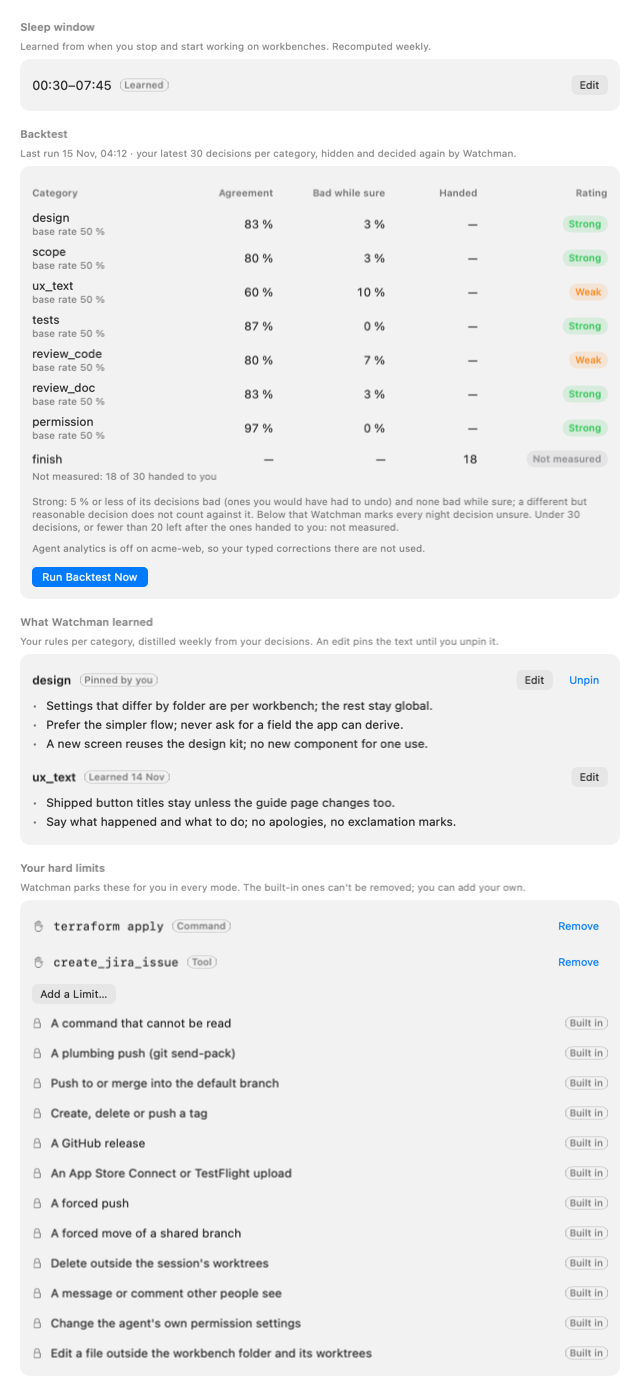 Sleep window
Learned from when you stop and start working on workbenches. Recomputed weekly.
00:30–07:45 Learned Edit
Backtest
Last run 15 Nov, 04:12 · your latest 30 decisions per category, hidden and decided again by Watchman.
Category Agreement Bad while sure Handed Rating
design 83 % 3 % — Strong
base rate 50 %
scope 80 % 3 % — Strong
base rate 50 %
ux_text 60 % 10 % — Weak
base rate 50 %
tests 87 % 0 % — Strong
base rate 50 %
review_code 80 % 7 % — Weak
base rate 50 %
review_doc 83 % 3 % — Strong
base rate 50 %
permission 97 % 0 % — Strong
base rate 50 %
finish — — 18 Not measured
Not measured: 18 of 30 handed to you
Strong: 5 % or less of its decisions bad (ones you would have had to undo) and none bad while sure; a different but
reasonable decision does not count against it. Below that Watchman marks every night decision unsure. Under 30
decisions, or fewer than 20 left after the ones handed to you: not measured.
Agent analytics is off on acme-web, so your typed corrections there are not used.
Run Backtest Now
What Watchman learned
Your rules per category, distilled weekly from your decisions. An edit pins the text until you unpin it.
design Pinned by you Edit Unpin
· Settings that differ by folder are per workbench; the rest stay global.
· Prefer the simpler flow; never ask for a field the app can derive.
· A new screen reuses the design kit; no new component for one use.
ux_text Learned 14 Nov Edit
· Shipped button titles stay unless the guide page changes too.
· Say what happened and what to do; no apologies, no exclamation marks.
Your hard limits
Watchman parks these for you in every mode. The built-in ones can't be removed; you can add your own.
terraform apply Command Remove
create_jira_issue Tool Remove
Add a Limit…
A command that cannot be read Built in
A plumbing push (git send-pack) Built in
Push to or merge into the default branch Built in
Create, delete or push a tag Built in
A GitHub release Built in
An App Store Connect or TestFlight upload Built in
A forced push Built in
A forced move of a shared branch Built in
Delete outside the session's worktrees Built in
A message or comment other people see Built in
Change the agent's own permission settings Built in
Edit a file outside the workbench folder and its worktrees Built in